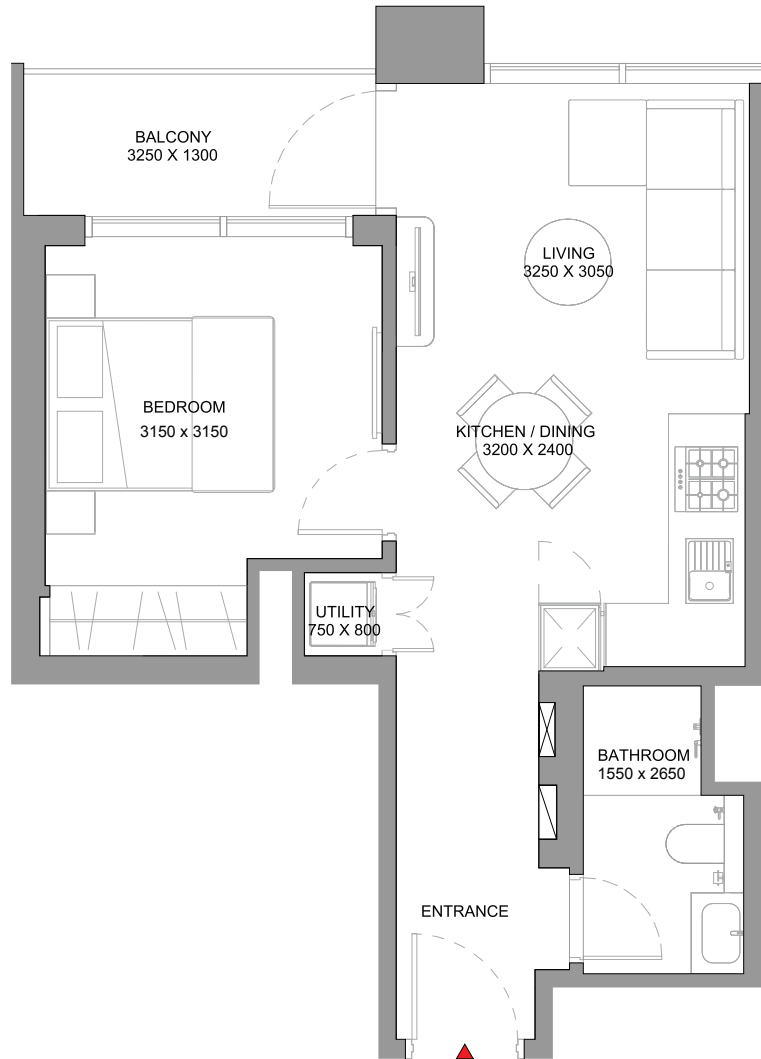 BALCONY
3250 X 1300
LIVING
3250 X 3050
BEDROOM
3150 x 3150
KITCHEN / DINING
3200 X 2400
UTILITY
750 X 800
BATHROOM
1550 x 2650
ENTRANCE